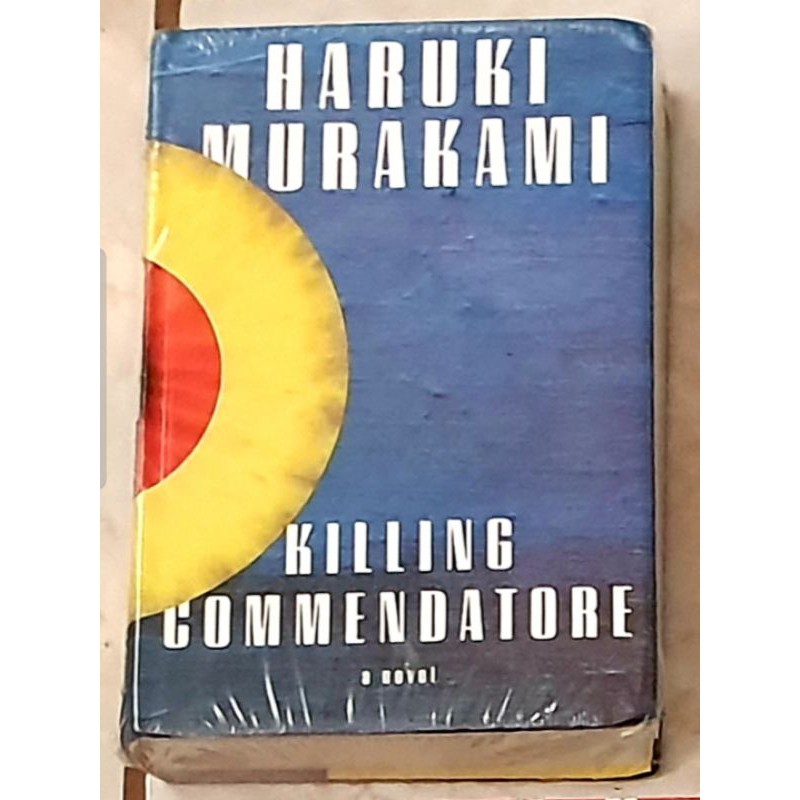 HARUKI
MURAKAMI
KILLING
COMMENDATORE
a novel